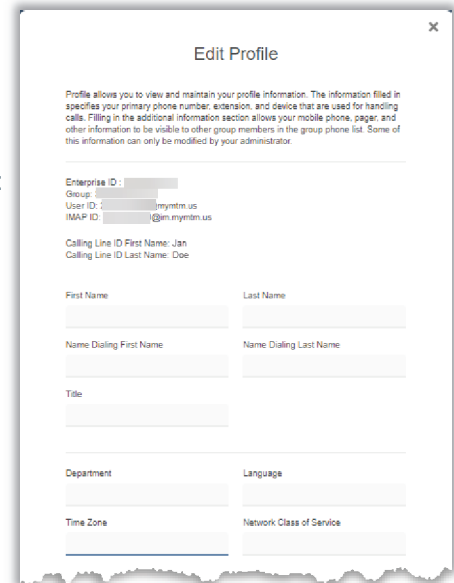 ×
Edit Profile
Profile allows you to view and maintain your profile information. The information filled in
specifies your primary phone number, extension, and device that are used for handling
calls. Filling in the additional information section allows your mobile phone, pager, and
other information to be visible to other group members in the group phone list. Some of
this information can only be modified by your administrator.
Enterprise ID :
Group:
User ID: mymtm.us
IMAP ID: @im.mymtm.us
Calling Line ID First Name: Jan
Calling Line ID Last Name: Doe
First Name Last Name
Name Dialing First Name Name Dialing Last Name
Title
Department Language
Time Zone Network Class of Service